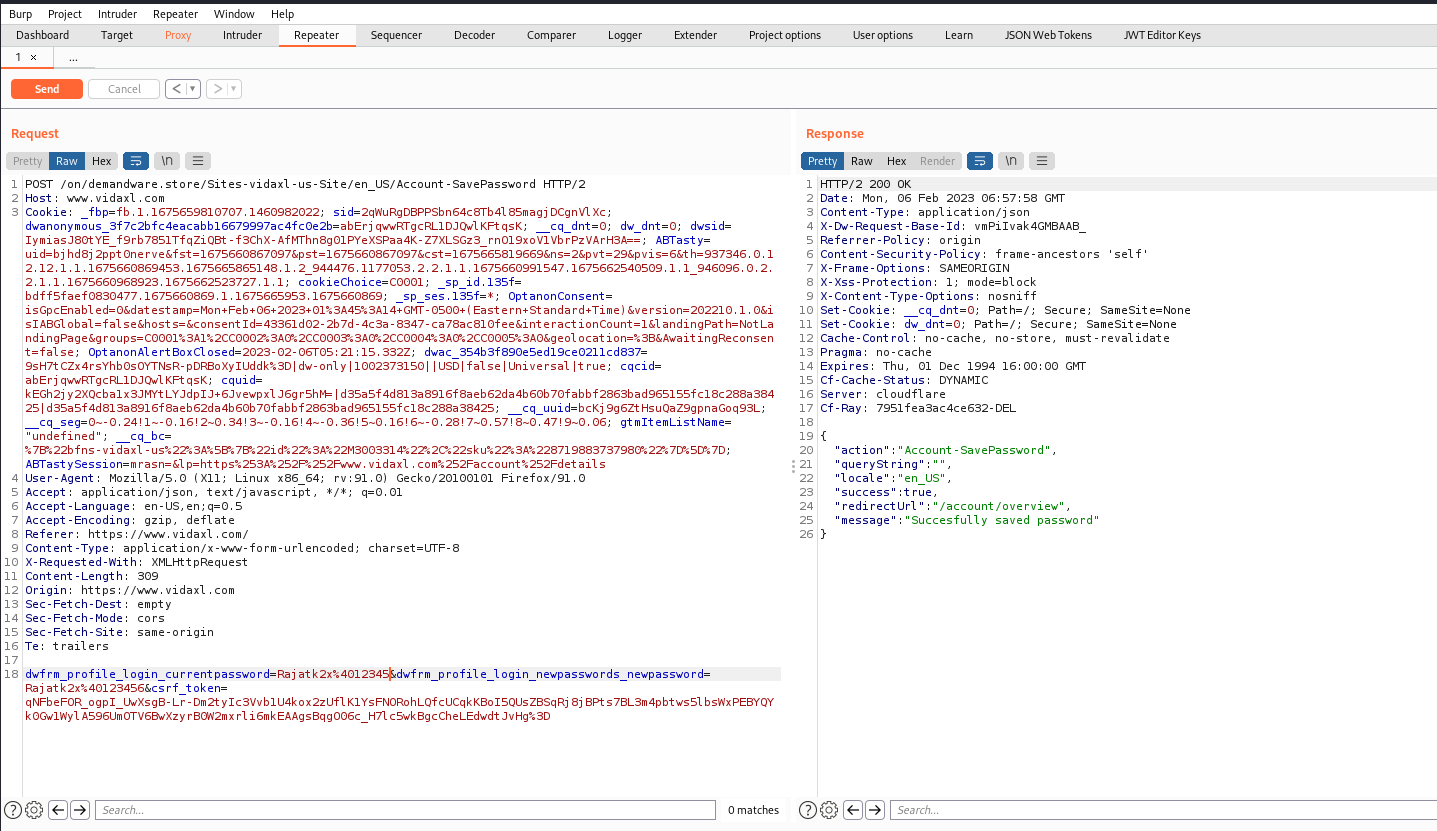 Burp Project Intruder Repeater Window Help
Dashboard Target Proxy Intruder Repeater Sequencer Decoder Comparer Logger Extender Project options User options Learn JSON Web Tokens JWT Editor Keys
1 × ...
Send Cancel < >
Request
Pretty Raw Hex \n
1 POST /on/demandware.store/Sites-vidaxl-us-Site/en_US/Account-SavePassword HTTP/2
2 Host: www.vidaxl.com
3 Cookie: _fbp=fb.1.1675659810707.1460982022; sid=2qWuRgDBPPSbn64c8Tb4l85magjDCgnVlXc;
dwanonymous_3f7c2bfc4eacabb16679997ac4fc0e2b=abErjqwwRTgcRL1DJQwlKFtqsK; __cq_dnt=0; dw_dnt=0; dwsid=
IymiasJ80tYE_f9rb7851TfqZiQBt-f3ChX-AfMThn8g01PYeXSPaa4K-Z7XLSGz3_rnO19xoV1VbrPzVArH3A==; ABTasty=
uid=bjhd8j2ppt0nerve&fst=1675660867097&pst=1675660867097&cst=1675665819669&ns=2&pvt=29&pvis=6&th=937346.0.1
2.12.1.1.1675660869453.1675665865148.1.2_944476.1177053.2.2.1.1.1675660991547.1675662540509.1.1_946096.0.2.
2.1.1.1675660968923.1675662523727.1.1; cookieChoice=C0001; _sp_id.135f=
bdff5faef0830477.1675660869.1.1675665953.1675660869; _sp_ses.135f=*; OptanonConsent=
isGpcEnabled=0&datestamp=Mon+Feb+06+2023+01%3A45%3A14+GMT-0500+(Eastern+Standard+Time)&version=202210.1.0&i
sIABGlobal=false&hosts=&consentId=43361d02-2b7d-4c3a-8347-ca78ac810fee&interactionCount=1&landingPath=NotLa
ndingPage&groups=C0001%3A1%2CC0002%3A0%2CC0003%3A0%2CC0004%3A0%2CC0005%3A0&geolocation=%3B&AwaitingReconsen
t=false; OptanonAlertBoxClosed=2023-02-06T05:21:15.332Z; dwac_354b3f890e5ed19ce0211cd837=
9sH7tCZx4rsYhb0sOYTNsR-pDRBoXyIUddk%3D|dw-only|1002373150||USD|false|Universal|true; cqcid=
abErjqwwRTgcRL1DJQwlKFtqsK; cquid=
kEGh2jy2XQcba1x3JMYtLYJdpIJ+6JvewpxlJ6gr5hM=|d35a5f4d813a8916f8aeb62da4b60b70fabbf2863bad965155fc18c288a384
25|d35a5f4d813a8916f8aeb62da4b60b70fabbf2863bad965155fc18c288a38425; __cq_uuid=bcKj9g6ZtHsuQaZ9gpnaGoq93L;
__cq_seg=0~-0.24!1~-0.16!2~0.34!3~-0.16!4~-0.36!5~0.16!6~-0.28!7~0.57!8~0.47!9~0.06; gtmItemListName=
"undefined"; __cq_bc=
%7B%22bfns-vidaxl-us%22%3A%5B%7B%22id%22%3A%22M3003314%22%2C%22sku%22%3A%228719883737980%22%7D%5D%7D;
ABTastySession=mrasn=&lp=https%253A%252F%252Fwww.vidaxl.com%252Faccount%252Fdetails
4 User-Agent: Mozilla/5.0 (X11; Linux x86_64; rv:91.0) Gecko/20100101 Firefox/91.0
5 Accept: application/json, text/javascript, */*; q=0.01
6 Accept-Language: en-US,en;q=0.5
7 Accept-Encoding: gzip, deflate
8 Referer: https://www.vidaxl.com/
9 Content-Type: application/x-www-form-urlencoded; charset=UTF-8
10 X-Requested-With: XMLHttpRequest
11 Content-Length: 309
12 Origin: https://www.vidaxl.com
13 Sec-Fetch-Dest: empty
14 Sec-Fetch-Mode: cors
15 Sec-Fetch-Site: same-origin
16 Te: trailers
17
18 dwfrm_profile_login_currentpassword=Rajatk2x%4012345&dwfrm_profile_login_newpasswords_newpassword=
Rajatk2x%40123456&csrf_token=
qNFbeFOR_ogpI_UwXsgB-Lr-Dm2tyIc3Vvb1U4kox2zUflK1YsFNORohLQfcUCqkKBoI5QUsZBSqRj8jBPts7BL3m4pbtws5lbsWxPEBYQY
k0Gw1WylA596Um0TV6BwXzyrB0W2mxrli6mkEAAgsBqg006c_H7lc5wkBgcCheLEdwdtJvHg%3D
? Search... 0 matches
Response
Pretty Raw Hex Render \n
1 HTTP/2 200 OK
2 Date: Mon, 06 Feb 2023 06:57:58 GMT
3 Content-Type: application/json
4 X-Dw-Request-Base-Id: vmPiIvak4GMBAAB_
5 Referrer-Policy: origin
6 Content-Security-Policy: frame-ancestors 'self'
7 X-Frame-Options: SAMEORIGIN
8 X-Xss-Protection: 1; mode=block
9 X-Content-Type-Options: nosniff
10 Set-Cookie: __cq_dnt=0; Path=/; Secure; SameSite=None
11 Set-Cookie: dw_dnt=0; Path=/; Secure; SameSite=None
12 Cache-Control: no-cache, no-store, must-revalidate
13 Pragma: no-cache
14 Expires: Thu, 01 Dec 1994 16:00:00 GMT
15 Cf-Cache-Status: DYNAMIC
16 Server: cloudflare
17 Cf-Ray: 7951fea3ac4ce632-DEL
18
19 {
20 "action":"Account-SavePassword",
21 "queryString":"",
22 "locale":"en_US",
23 "success":true,
24 "redirectUrl":"/account/overview",
25 "message":"Succesfully saved password"
26 }
? Search...